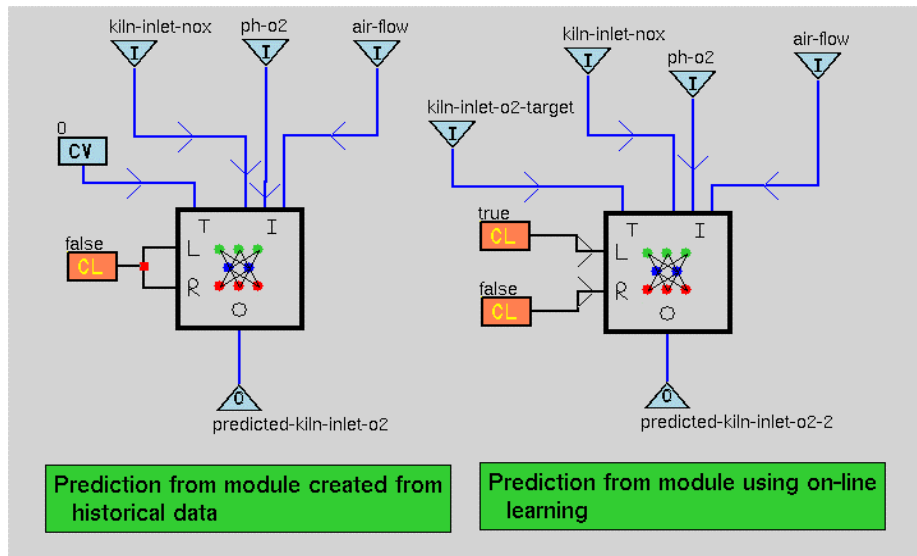 kiln-inlet-nox
ph-o2
air-flow
I
I
I
0
CV
T
I
false
CL
L
R
O
O
predicted-kiln-inlet-o2
Prediction from module created from
historical data
kiln-inlet-nox
air-flow
ph-o2
I
I
I
kiln-inlet-o2-target
I
T
I
true
CL
L
false
CL
R
O
O
predicted-kiln-inlet-o2-2
Prediction from module using on-line
learning